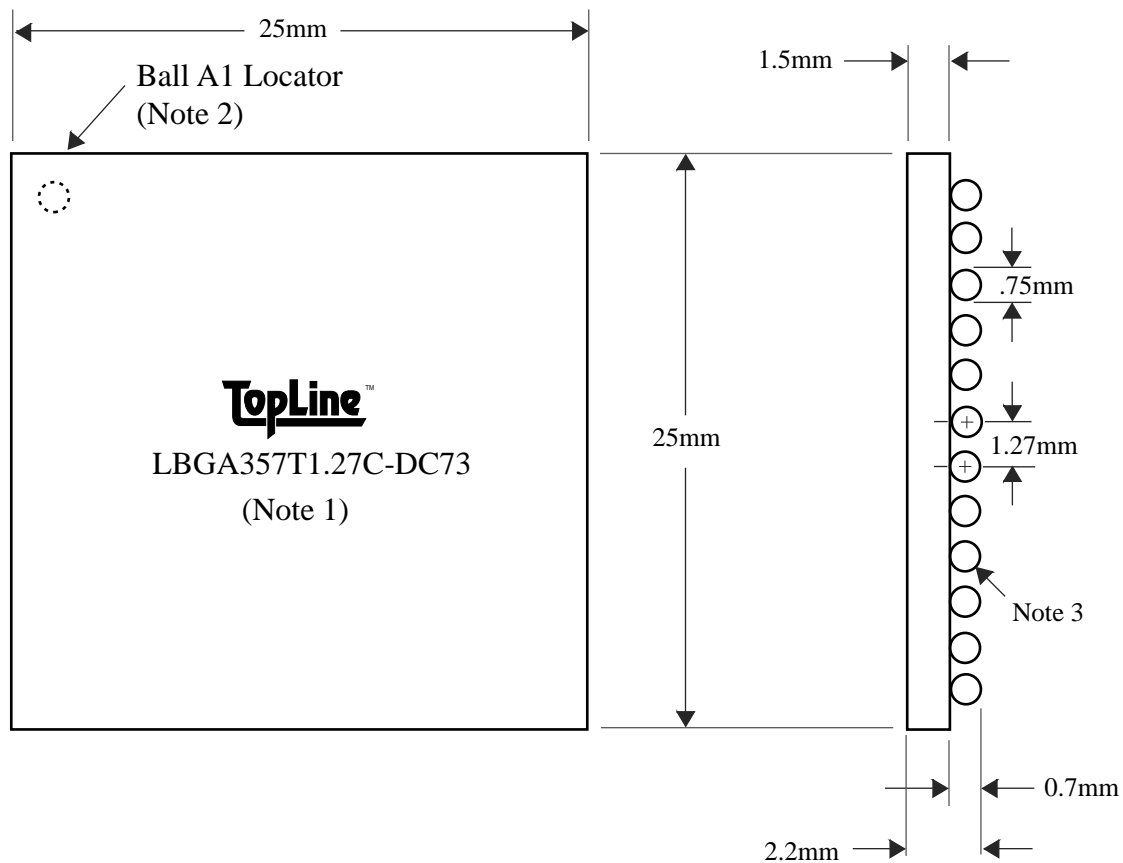 25mm
1.5mm
Ball A1 Locator
(Note 2)
.75mm
TopLine™
LBGA357T1.27C-DC73
(Note 1)
25mm
1.27mm
Note 3
0.7mm
2.2mm